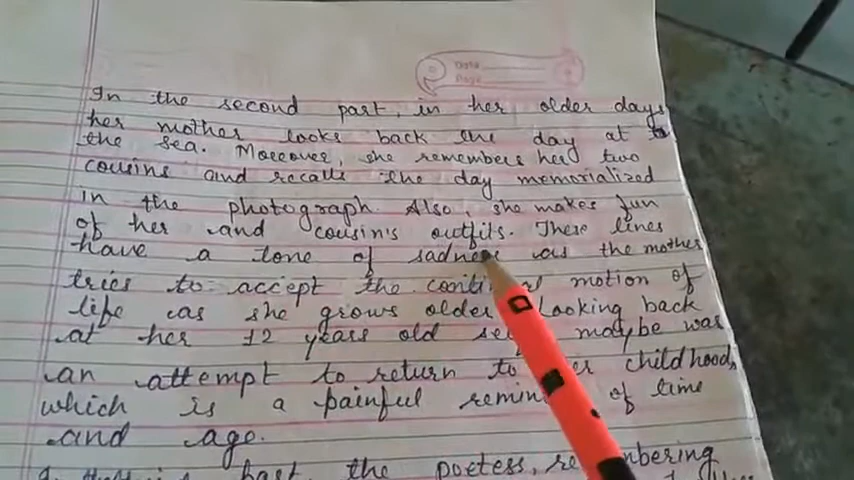 Date
Page
In the second part, in her older days
her mother looks back the day at
the sea. Moreover, she remembers her two
cousins and recalls the day memorialized
in the photograph. Also, she makes fun
of her and cousin's outfits. These lines
have a tone of sadness as the mother
tries to accept the motion of
life as she grows older. Looking back
at her 12 years old maybe was
an attempt to return to her childhood,
which is a painful of time
and age.
past, the poetess,